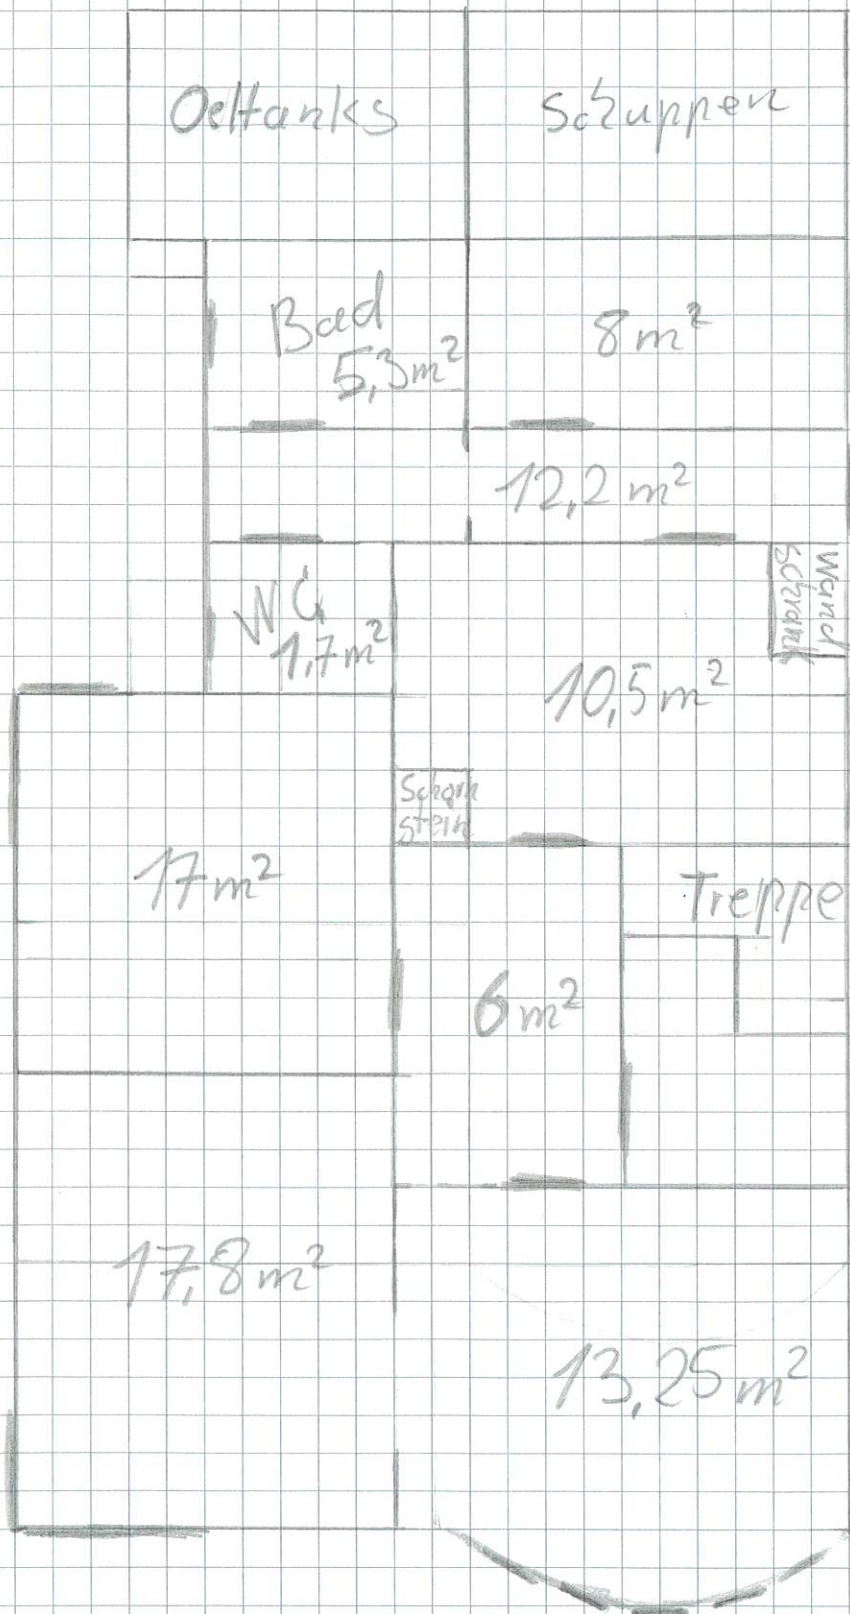 Oeltanks
Schuppen
Bad
5,3m²
8m²
12,2m²
WC
1,7m²
Wand
schrank
10,5m²
Schorn
stein
17m²
Treppe
6m²
17,8m²
13,25m²